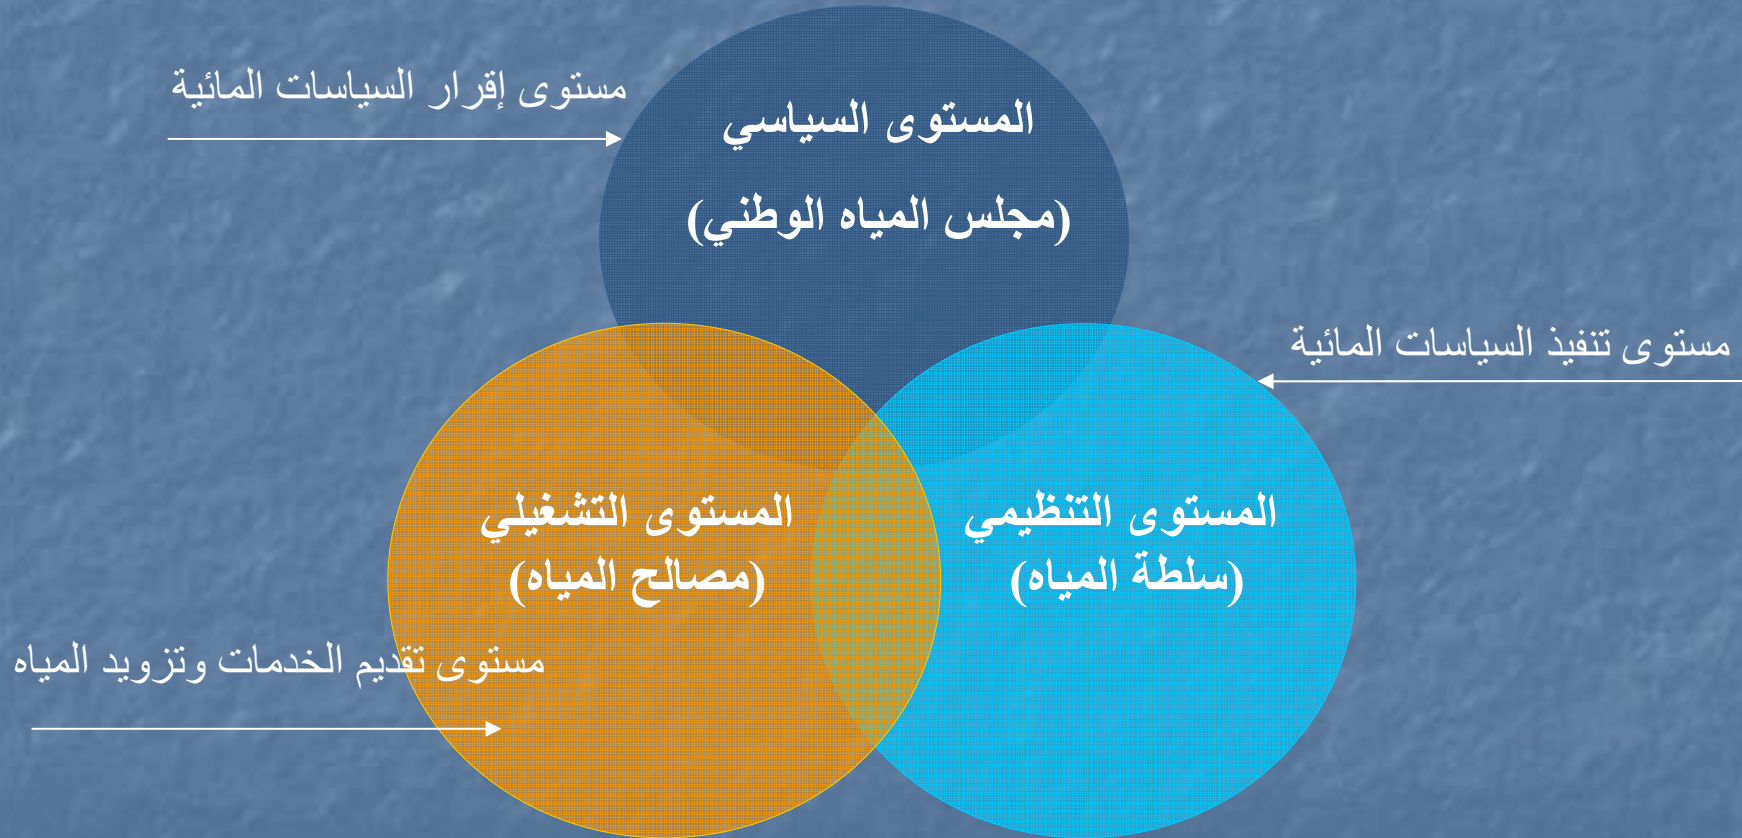 مستوى إقرار السياسات المائية
المستوى السياسي
(مجلس المياه الوطني)
مستوى تنفيذ السياسات المائية
المستوى التنظيمي
(سلطة المياه)
المستوى التشغيلي
(مصالح المياه)
مستوى تقديم الخدمات وتزويد المياه